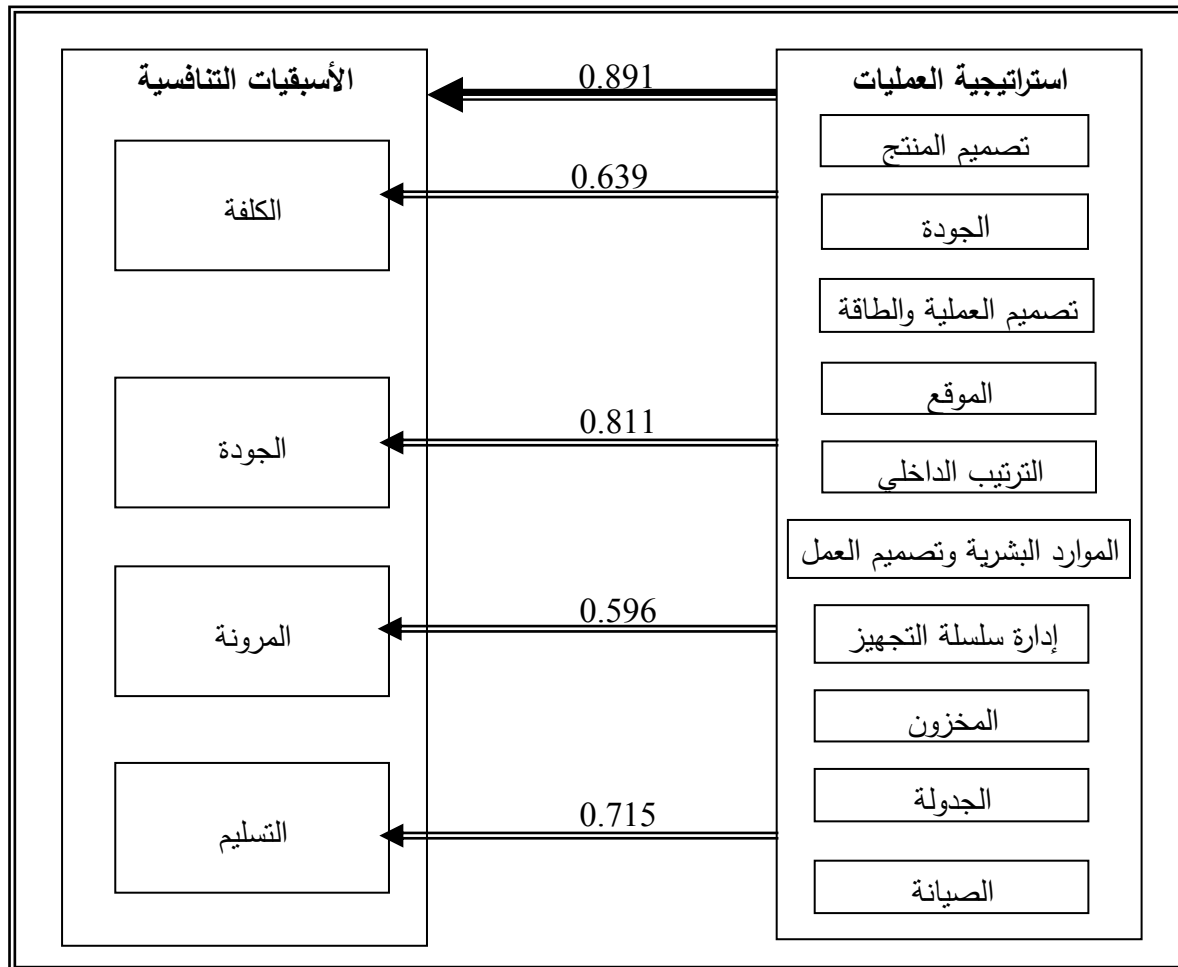 استراتيجية العمليات
تصميم المنتج
الجودة
تصميم العملية والطاقة
الموقع
الترتيب الداخلي
الموارد البشرية وتصميم العمل
إدارة سلسلة التجهيز
المخزون
الجدولة
الصيانة
0.891
0.639
0.811
0.596
0.715
الأسبقيات التنافسية
الكلفة
الجودة
المرونة
التسليم